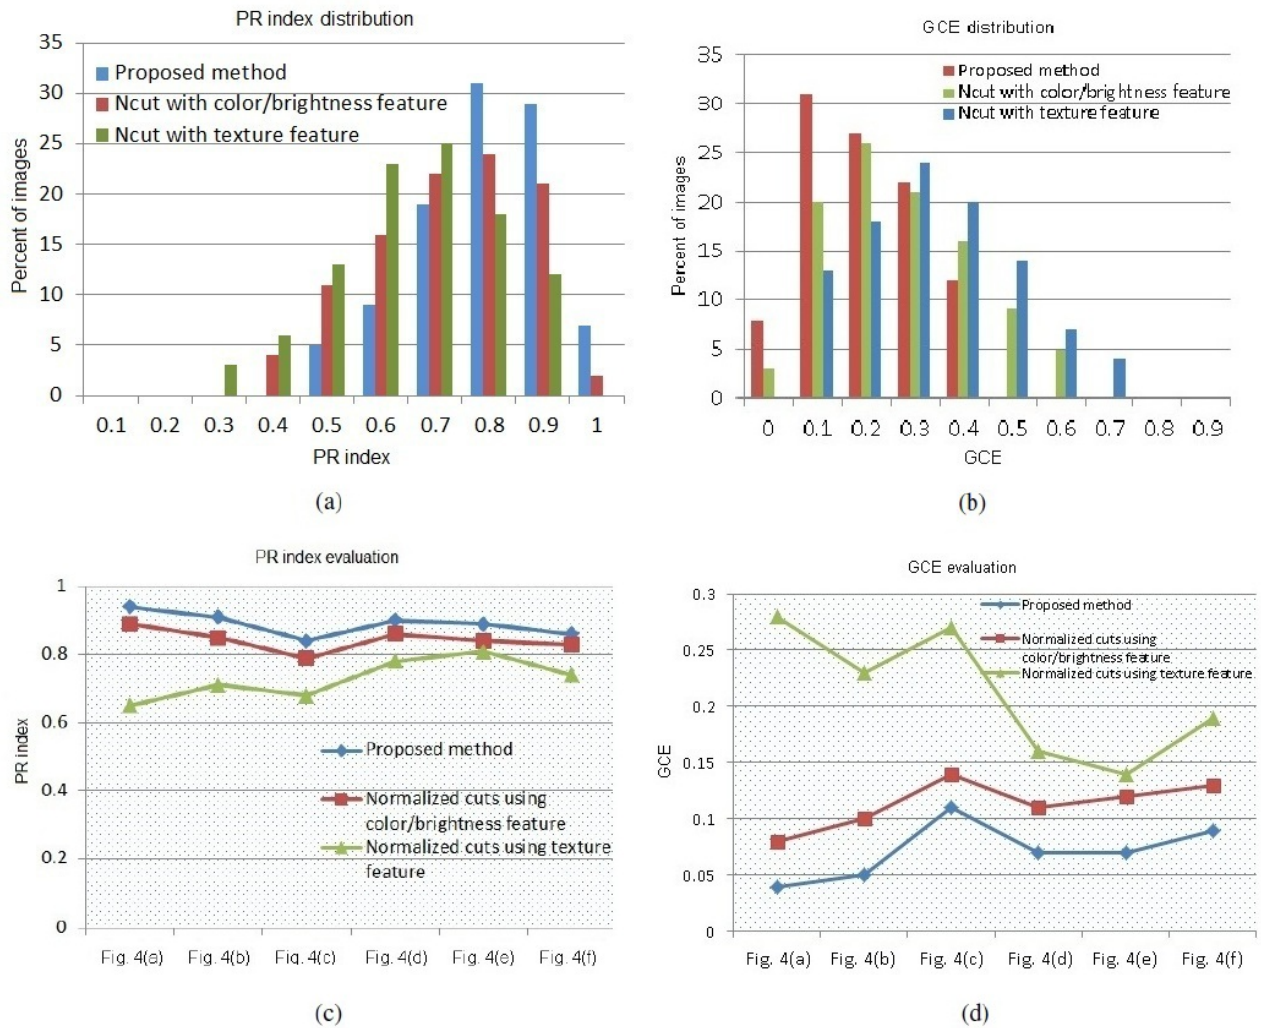 PR index distribution
35
30
25
20
15
10
5
0
Percent of images
Proposed method
Ncut with color/brightness feature
Ncut with texture feature
0.1 0.2 0.3 0.4 0.5 0.6 0.7 0.8 0.9 1
PR index
(a)
GCE distribution
35
30
25
20
15
10
5
0
Percent of images
Proposed method
Ncut with color/brightness feature
Ncut with texture feature
0 0.1 0.2 0.3 0.4 0.5 0.6 0.7 0.8 0.9
GCE
(b)
PR index evaluation
1
0.8
0.6
0.4
0.2
0
PR index
Proposed method
Normalized cuts using
color/brightness feature
Normalized cuts using texture
feature
Fig. 4(a) Fig. 4(b) Fig. 4(c) Fig. 4(d) Fig. 4(e) Fig. 4(f)
(c)
GCE evaluation
0.3
0.25
0.2
0.15
0.1
0.05
0
GCE
Proposed method
Normalized cuts using
color/brightness feature
Normalized cuts using texture feature
Fig. 4(a) Fig. 4(b) Fig. 4(c) Fig. 4(d) Fig. 4(e) Fig. 4(f)
(d)